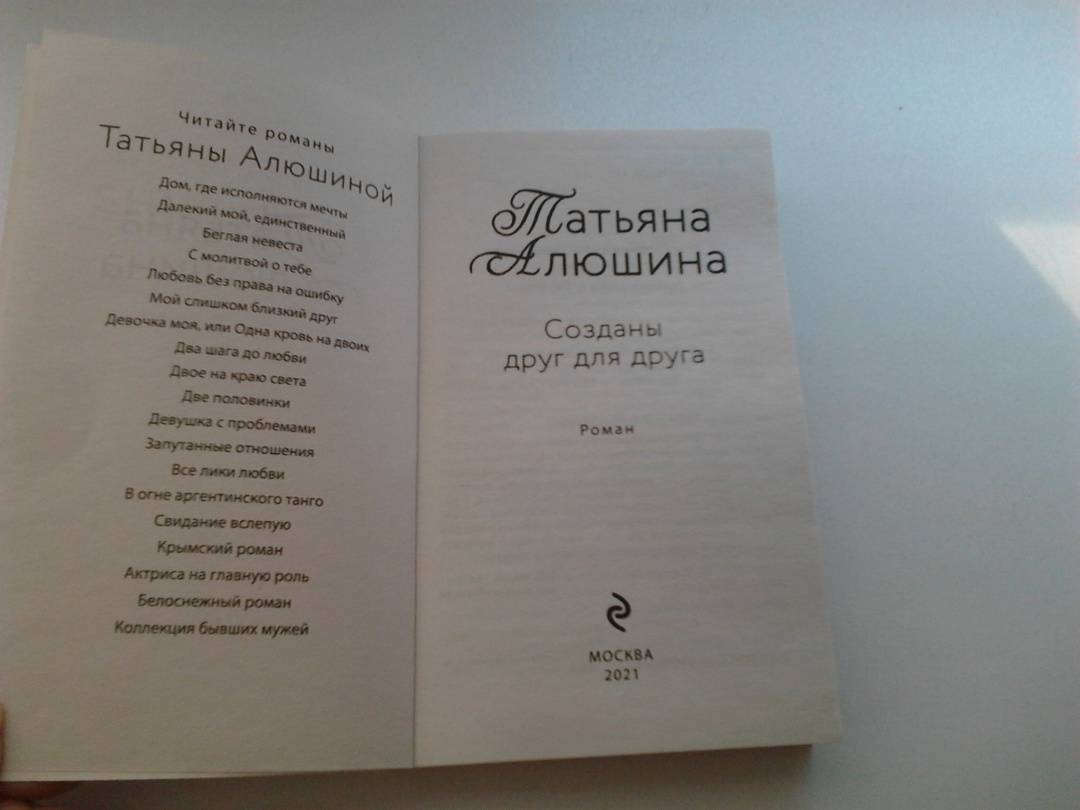 Читайте романы
Татьяны Алюшиной
Дом, где исполняются мечты
Далекий мой, единственный
Беглая невеста
С молитвой о тебе
Любовь без права на ошибку
Мой слишком близкий друг
Девочка моя, или Одна кровь на двоих
Два шага до любви
Двое на краю света
Две половинки
Девушка с проблемами
Запутанные отношения
Все лики любви
В огне аргентинского танго
Свидание вслепую
Крымский роман
Актриса на главную роль
Белоснежный роман
Коллекция бывших мужей
Татьяна
Алюшина
Созданы
друг для друга
Роман
МОСКВА
2021